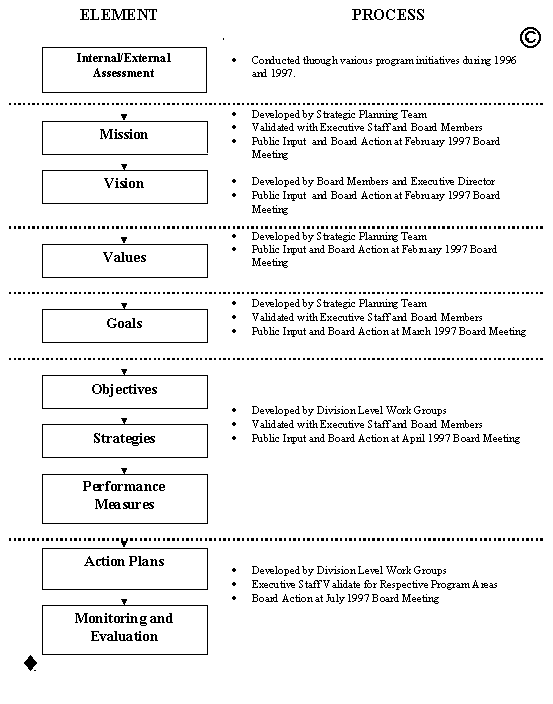 ELEMENT
PROCESS
©
Internal/External
Assessment
• Conducted through various program initiatives during 1996
and 1997.
Mission
• Developed by Strategic Planning Team
• Validated with Executive Staff and Board Members
• Public Input and Board Action at February 1997 Board
Meeting
Vision
• Developed by Board Members and Executive Director
• Public Input and Board Action at February 1997 Board
Meeting
Values
• Developed by Strategic Planning Team
• Public Input and Board Action at February 1997 Board
Meeting
Goals
• Developed by Strategic Planning Team
• Validated with Executive Staff and Board Members
• Public Input and Board Action at March 1997 Board Meeting
Objectives
Strategies
Performance
Measures
• Developed by Division Level Work Groups
• Validated with Executive Staff and Board Members
• Public Input and Board Action at April 1997 Board Meeting
Action Plans
Monitoring and
Evaluation
• Developed by Division Level Work Groups
• Executive Staff Validate for Respective Program Areas
• Board Action at July 1997 Board Meeting